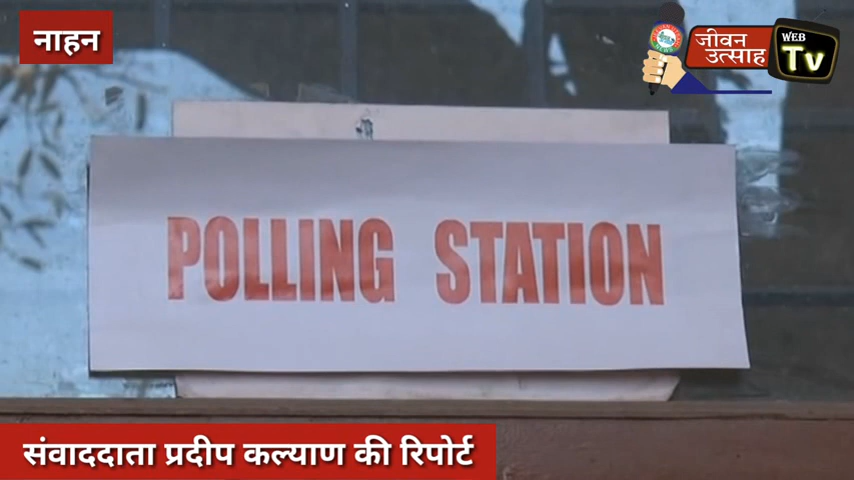 नाहन
जीवन
उत्साह
WEB
Tv
POLLING STATION
संवाददाता प्रदीप कल्याण की रिपोर्ट